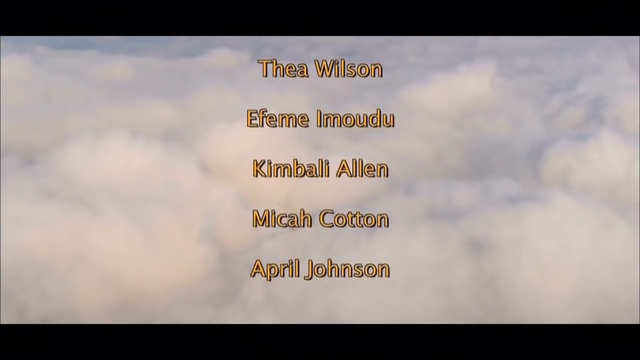 Thea Wilson
Efeme Imoudu
Kimbali Allen
Micah Cotton
April Johnson